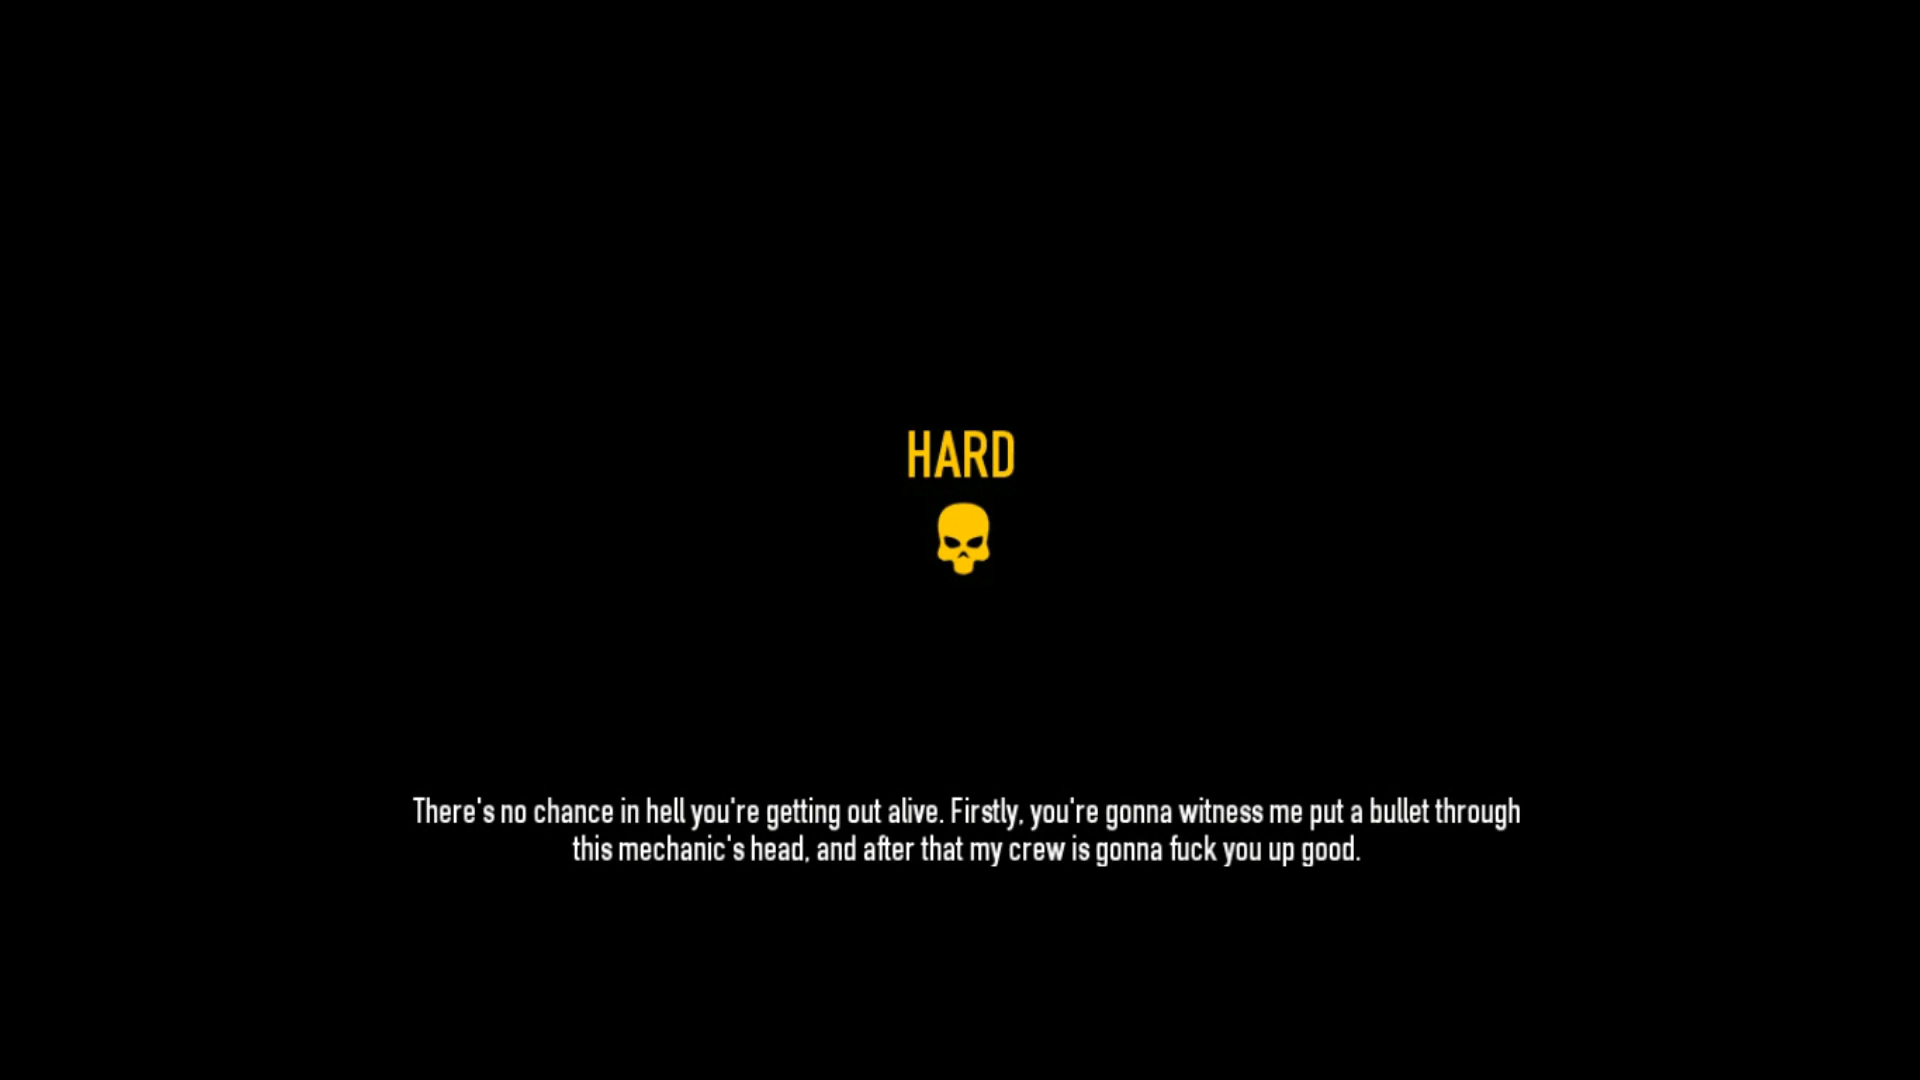 HARD
There's no chance in hell you're getting out alive. Firstly, you're gonna witness me put a bullet through
this mechanic's head, and after that my crew is gonna fuck you up good.